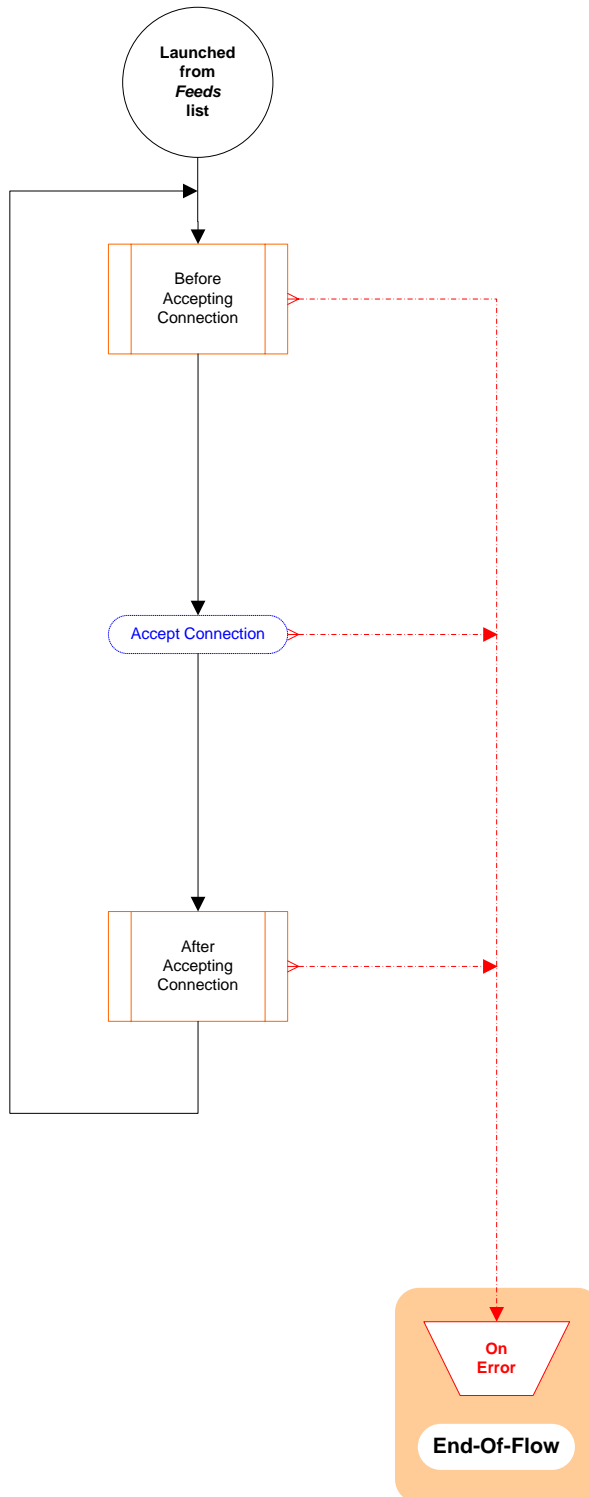 Launched
from
Feeds
list
Before
Accepting
Connection
Accept Connection
After
Accepting
Connection
On
Error
End-Of-Flow